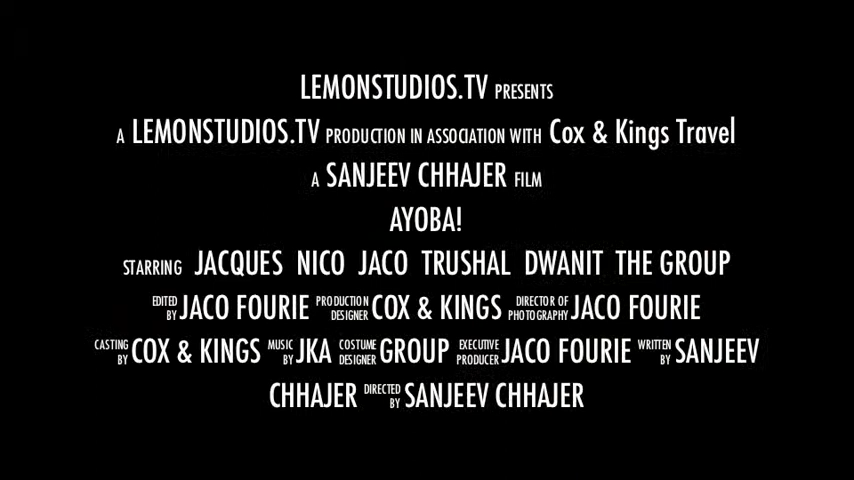 LEMONSTUDIOS.TV PRESENTS
A LEMONSTUDIOS.TV PRODUCTION IN ASSOCIATION WITH Cox & Kings Travel
A SANJEEV CHHAJER FILM
AYOBA!
STARRING JACQUES NICO JACO TRUSHAL DWANIT THE GROUP
EDITED BY JACO FOURIE PRODUCTION DESIGNER COX & KINGS DIRECTOR OF PHOTOGRAPHY JACO FOURIE
CASTING BY COX & KINGS MUSIC BY JKA COSTUME DESIGNER GROUP EXECUTIVE PRODUCER JACO FOURIE WRITTEN BY SANJEEV
CHHAJER DIRECTED BY SANJEEV CHHAJER